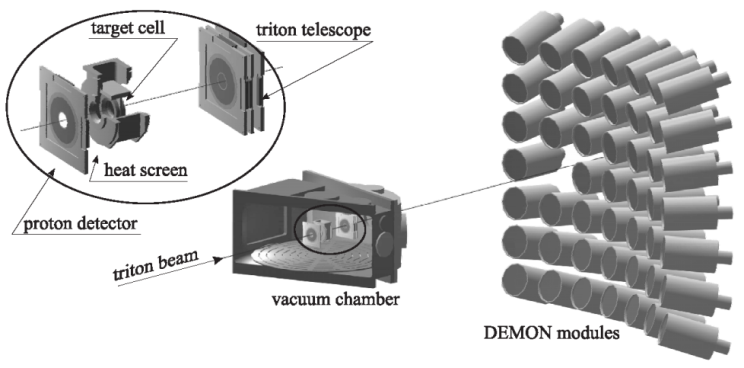 target cell
triton telescope
heat screen
proton detector
triton beam
vacuum chamber
DEMON modules